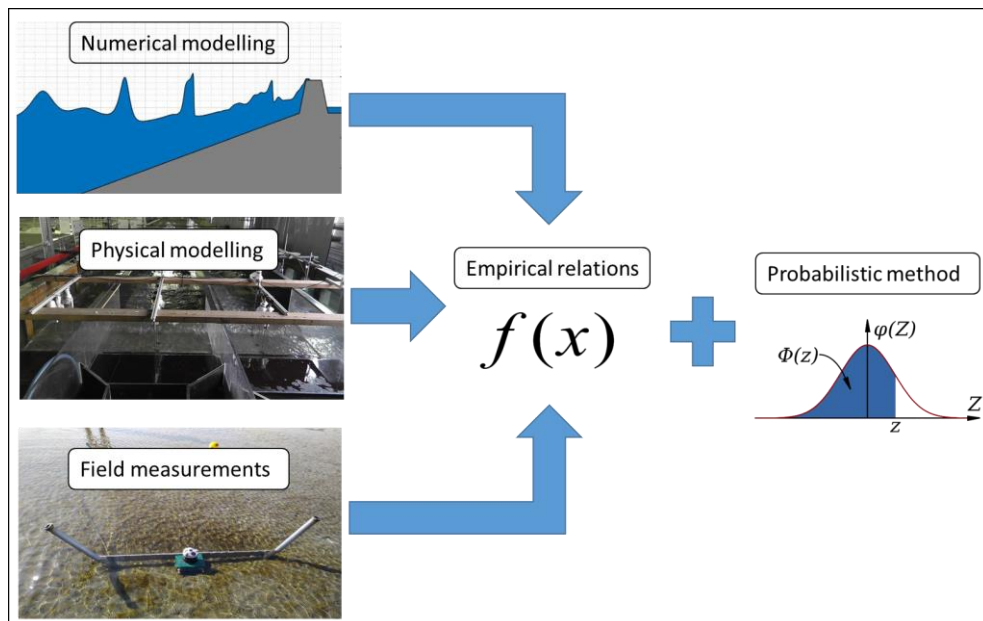 Numerical modelling
Physical modelling
Field measurements
Empirical relations
f(x)
Probabilistic method
φ(Z)
Φ(z)
Z
z